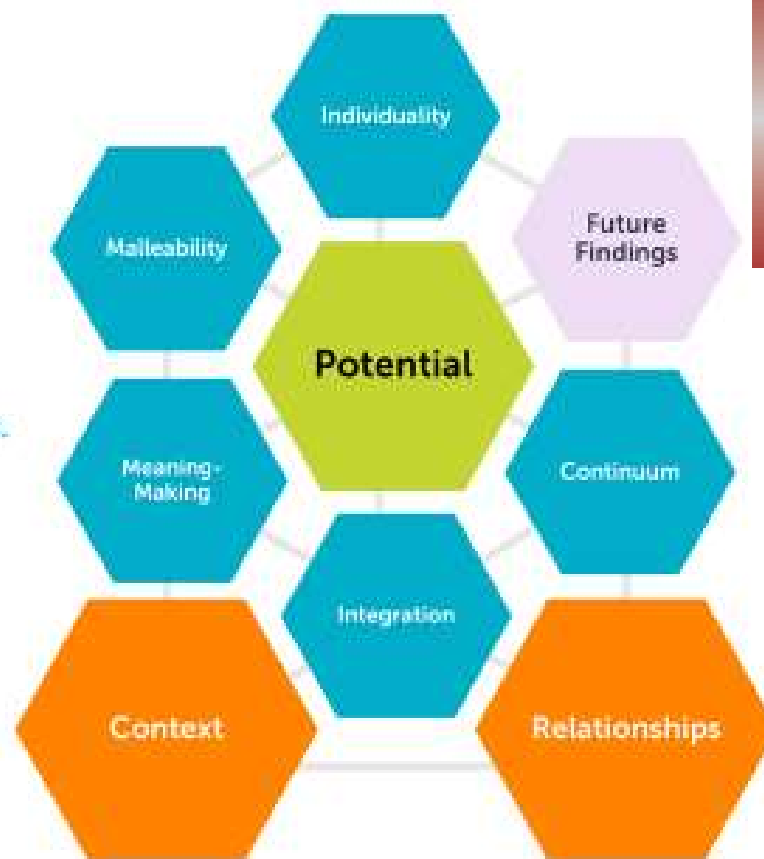 Individuality
Future
Findings
Malleability
Potential
Meaning-
Making
Continuum
Integration
Context
Relationships